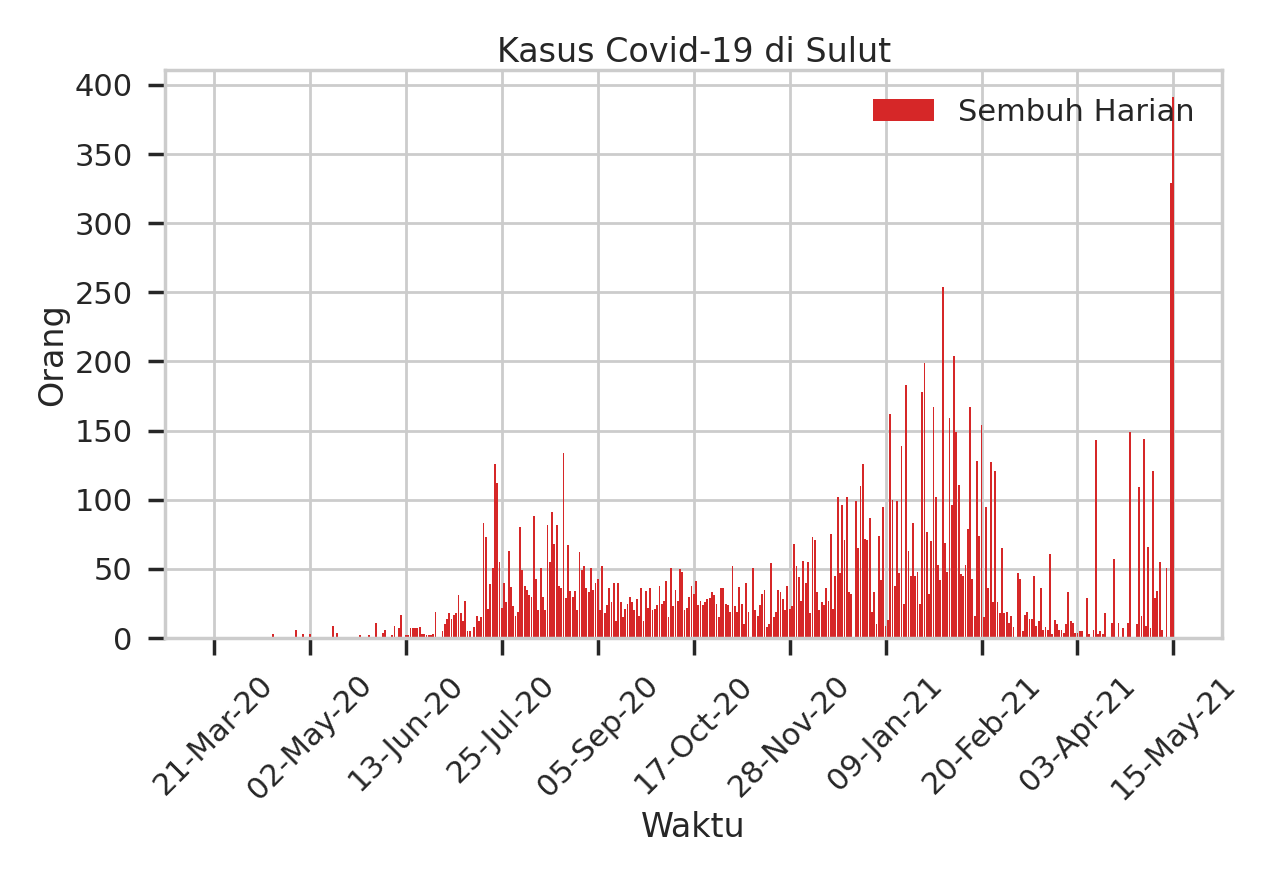 Kasus Covid-19 di Sulut
Sembuh Harian
Orang
400
350
300
250
200
150
100
50
0
21-Mar-20
02-May-20
13-Jun-20
25-Jul-20
05-Sep-20
17-Oct-20
28-Nov-20
09-Jan-21
20-Feb-21
03-Apr-21
15-May-21
Waktu